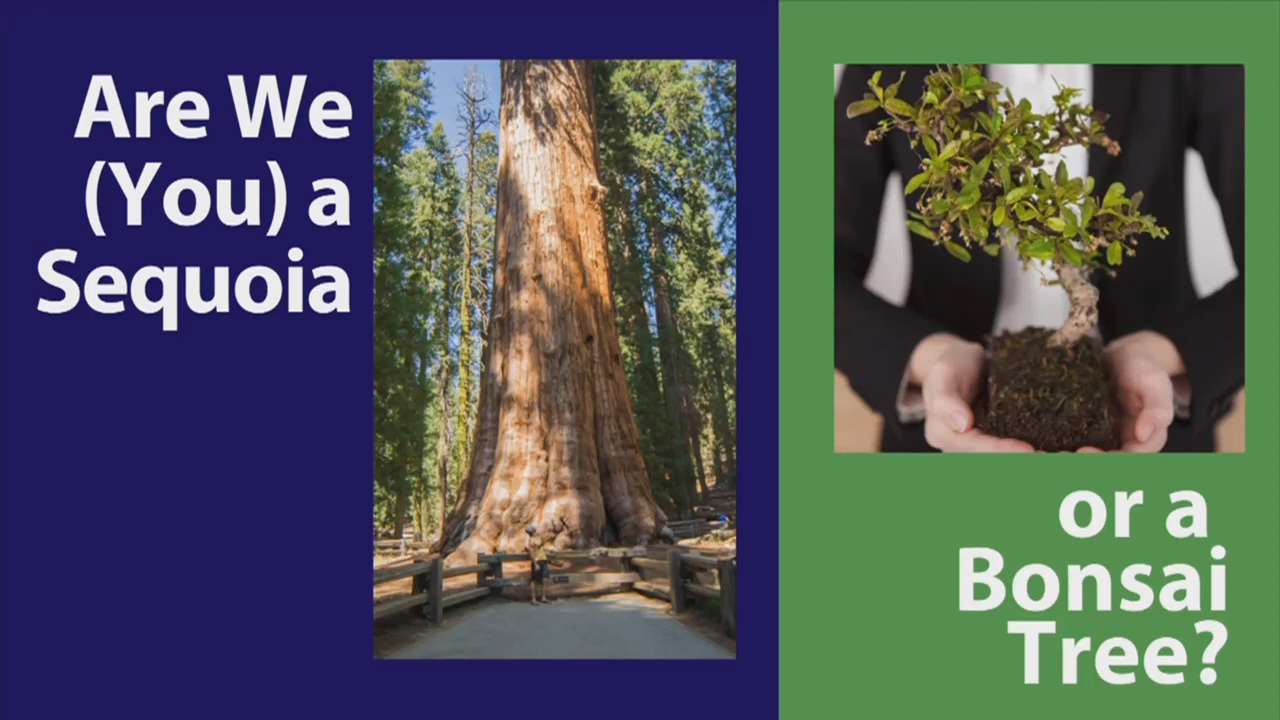 Are We
(You) a
Sequoia
or a
Bonsai
Tree?